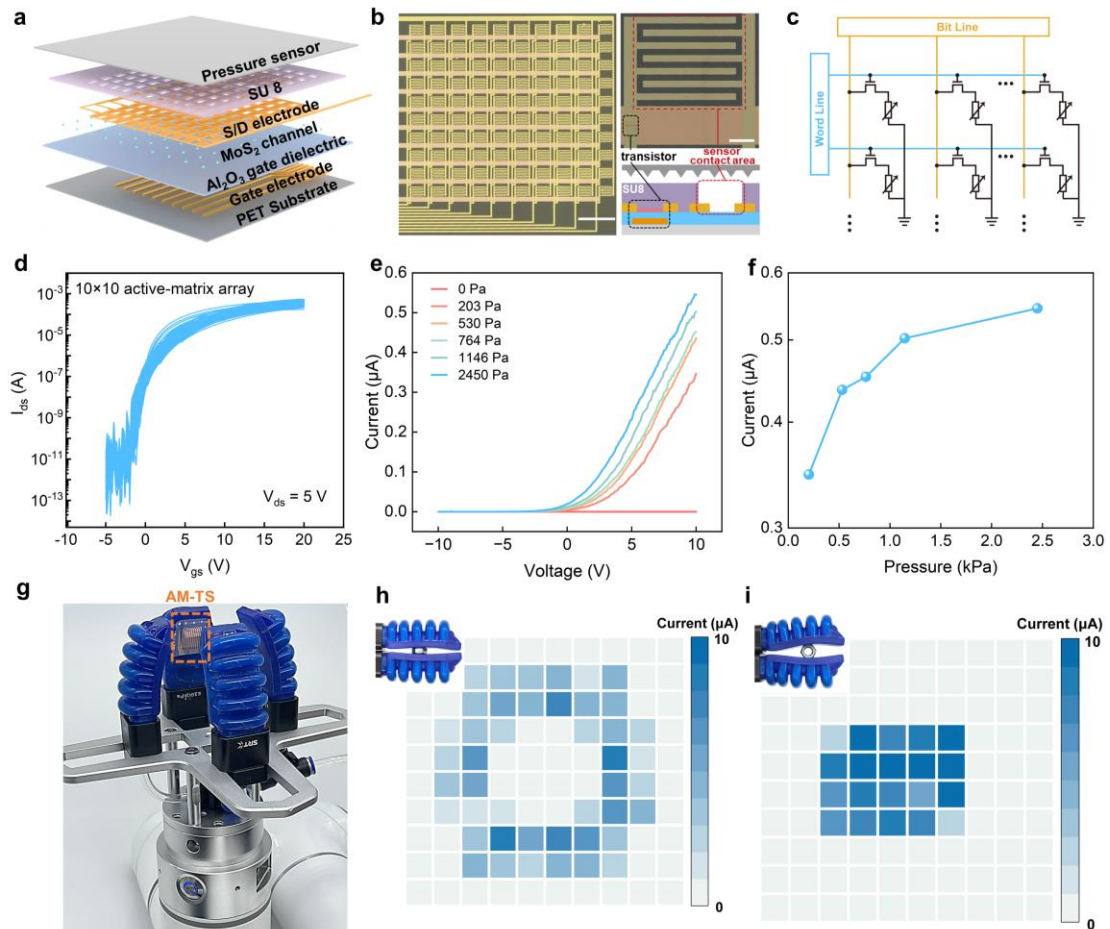 a
Pressure sensor
SU 8
S/D electrode
MoS₂ channel
Al₂O₃ gate dielectric
Gate electrode
PET Substrate
b
transistor
sensor
contact area
SU8
c
Bit Line
Word Line
d
10×10 active-matrix array
10⁻³
10⁻⁵
10⁻⁷
10⁻⁹
10⁻¹¹
10⁻¹³
I_ds (A)
V_ds = 5 V
-10 -5 0 5 10 15 20 25
V_gs (V)
e
0 Pa
203 Pa
530 Pa
764 Pa
1146 Pa
2450 Pa
0.6
0.5
0.4
0.3
0.2
0.1
0.0
Current (µA)
−10 −5 0 5 10
Voltage (V)
f
0.6
0.5
0.4
0.3
Current (µA)
0.0 0.5 1.0 1.5 2.0 2.5 3.0
Pressure (kPa)
g
AM-TS
SRT
h
Current (µA)
10
0
i
Current (µA)
10
0